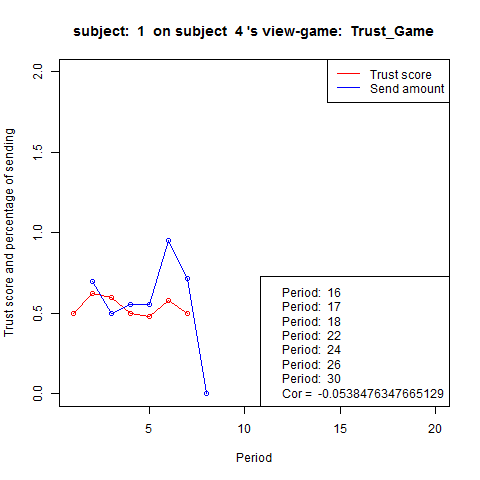 subject:  1  on subject  4 's view-game:  Trust_Game
Trust score
Send amount
Trust score and percentage of sending
2.0
1.5
1.0
0.5
0.0
Period:  16
Period:  17
Period:  18
Period:  22
Period:  24
Period:  26
Period:  30
Cor =  -0.0538476347665129
5 10 15 20
Period